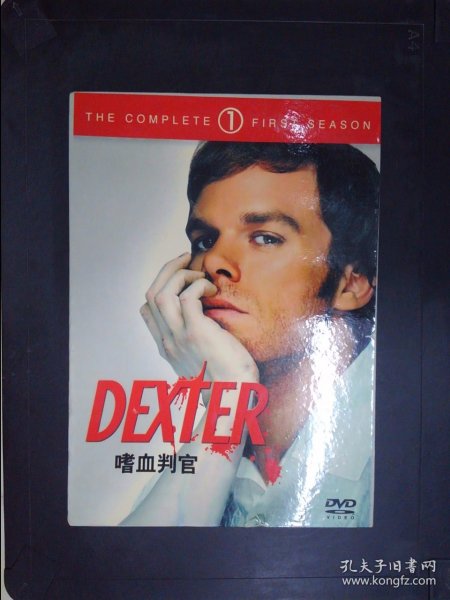 A4
THE COMPLETE 1 FIRST SEASON
DEXTER
嗜血判官
DVD
VIDEO
孔夫子旧书网
www.kongfz.com